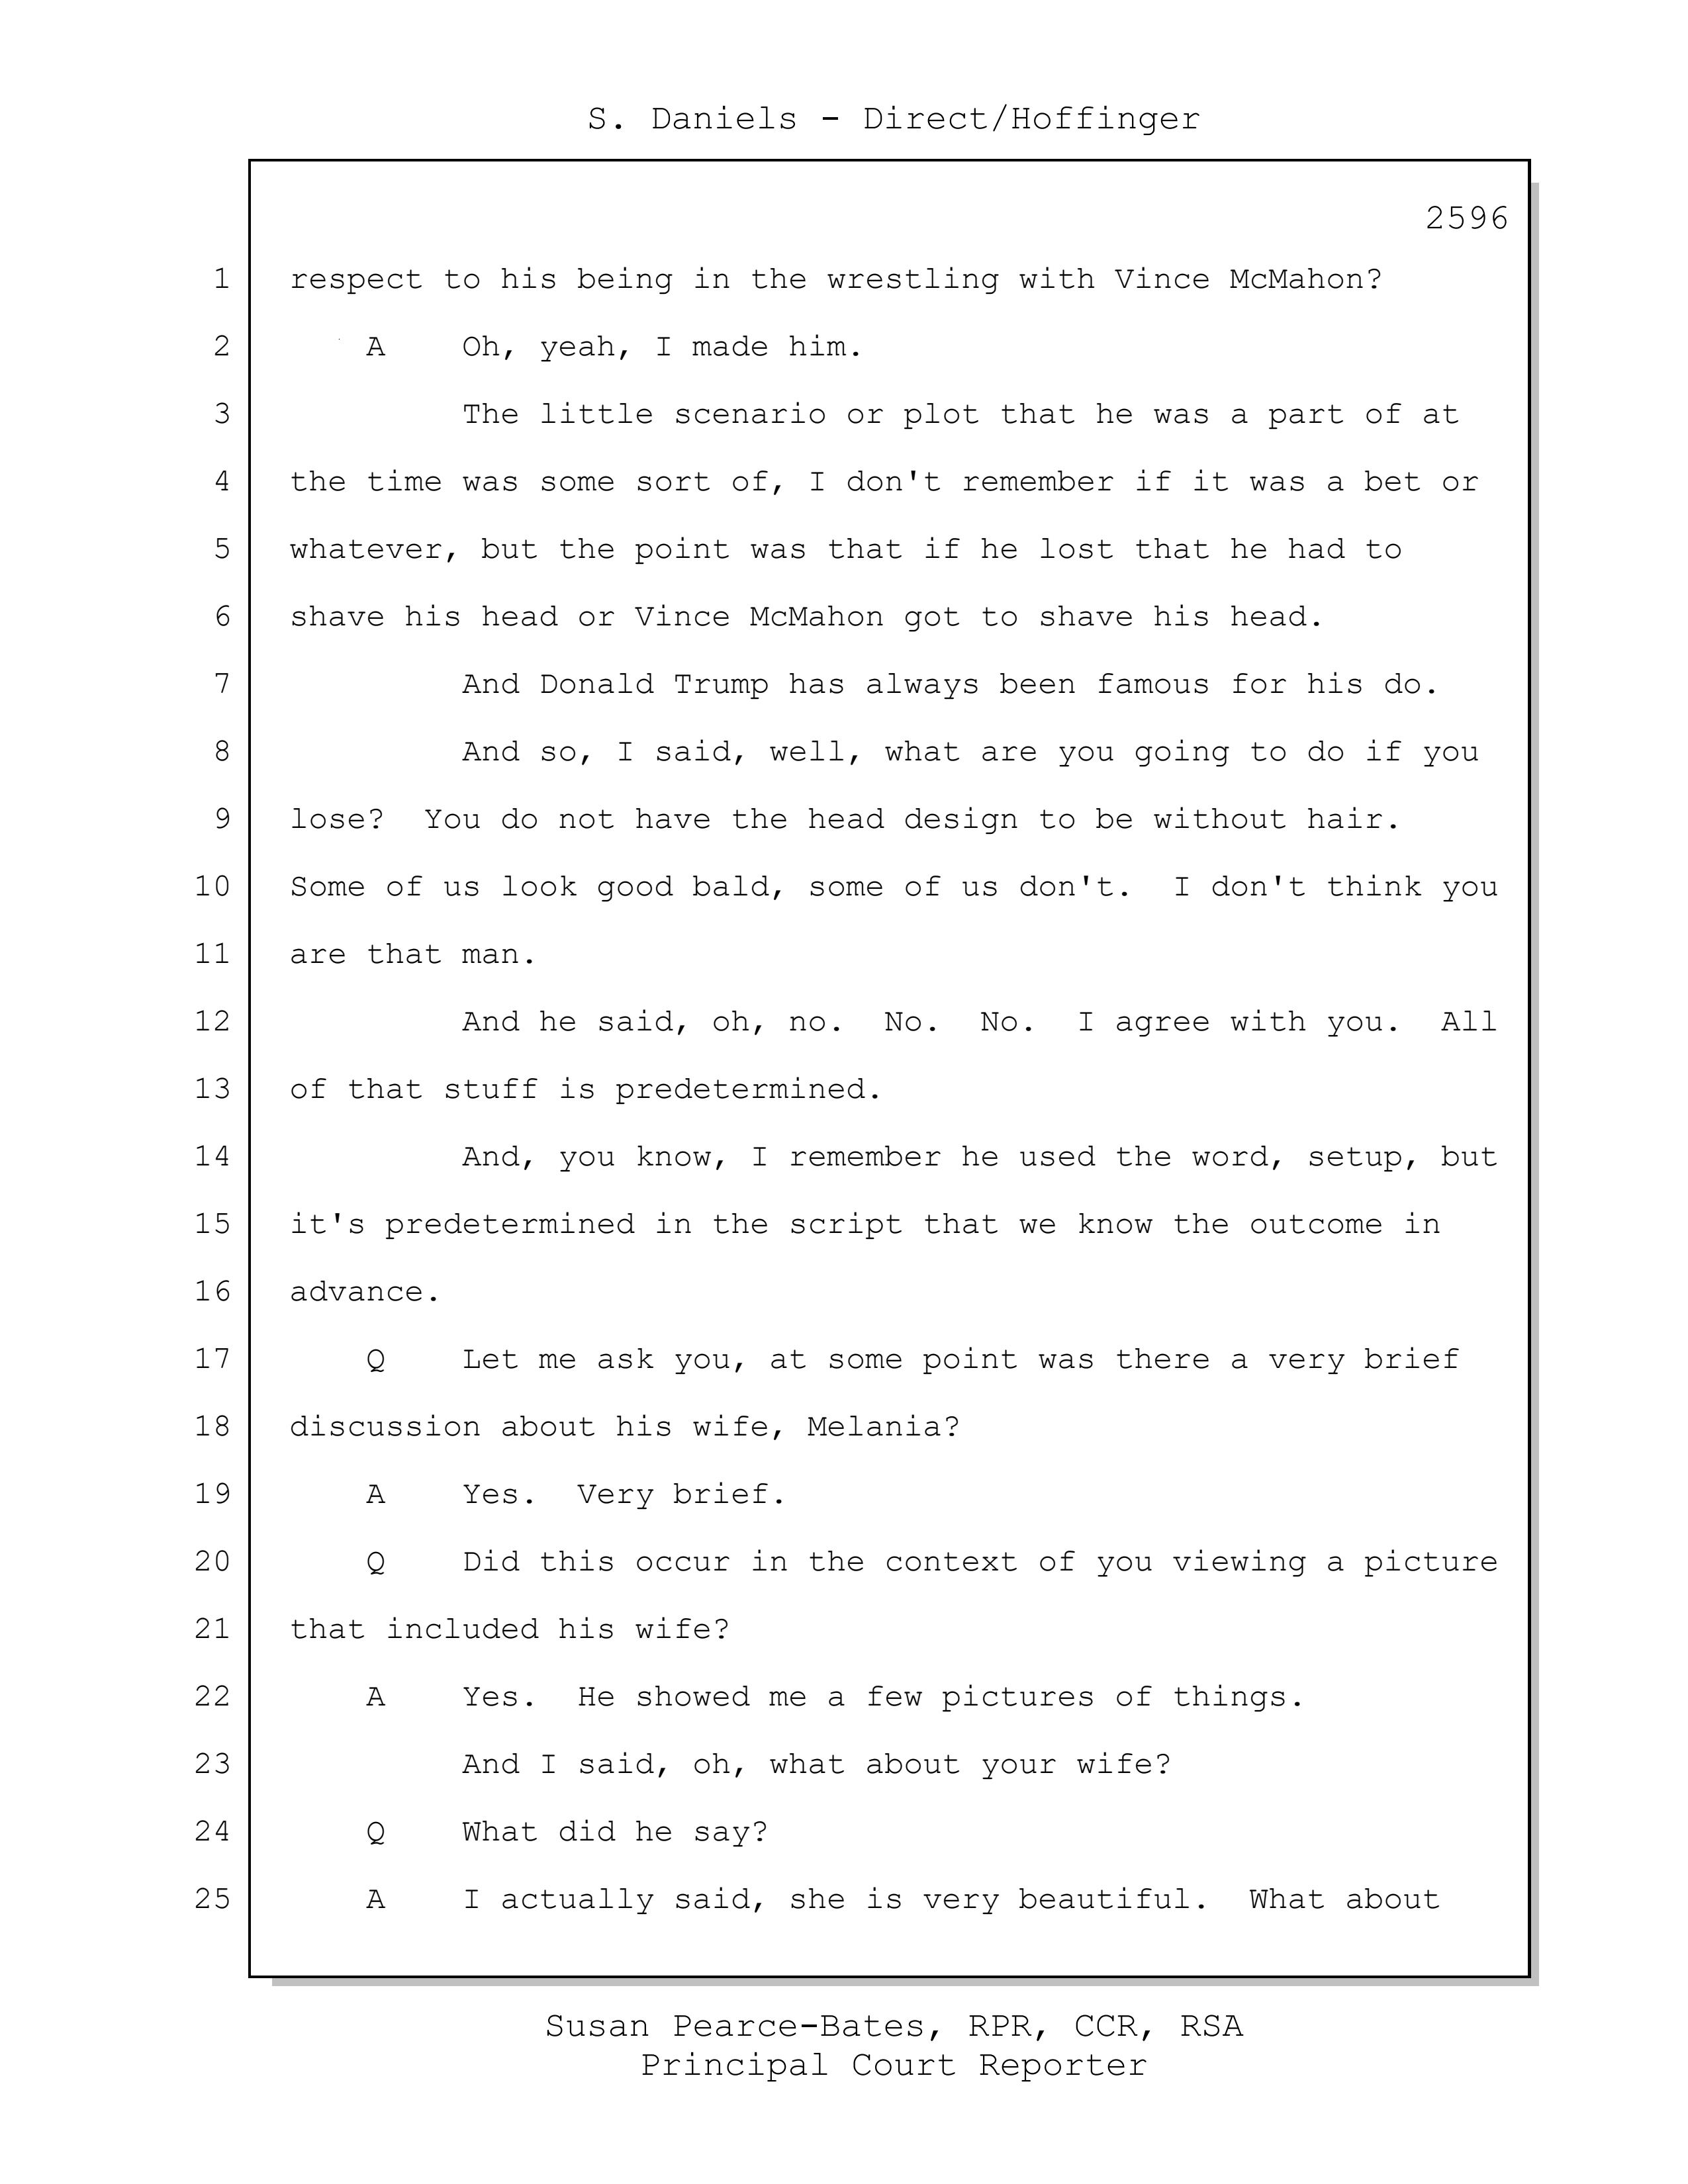 S. Daniels - Direct/Hoffinger
2596
1 respect to his being in the wrestling with Vince McMahon?
2 A Oh, yeah, I made him.
3 The little scenario or plot that he was a part of at
4 the time was some sort of, I don't remember if it was a bet or
5 whatever, but the point was that if he lost that he had to
6 shave his head or Vince McMahon got to shave his head.
7 And Donald Trump has always been famous for his do.
8 And so, I said, well, what are you going to do if you
9 lose? You do not have the head design to be without hair.
10 Some of us look good bald, some of us don't. I don't think you
11 are that man.
12 And he said, oh, no. No. No. I agree with you. All
13 of that stuff is predetermined.
14 And, you know, I remember he used the word, setup, but
15 it's predetermined in the script that we know the outcome in
16 advance.
17 Q Let me ask you, at some point was there a very brief
18 discussion about his wife, Melania?
19 A Yes. Very brief.
20 Q Did this occur in the context of you viewing a picture
21 that included his wife?
22 A Yes. He showed me a few pictures of things.
23 And I said, oh, what about your wife?
24 Q What did he say?
25 A I actually said, she is very beautiful. What about
Susan Pearce-Bates, RPR, CCR, RSA
Principal Court Reporter